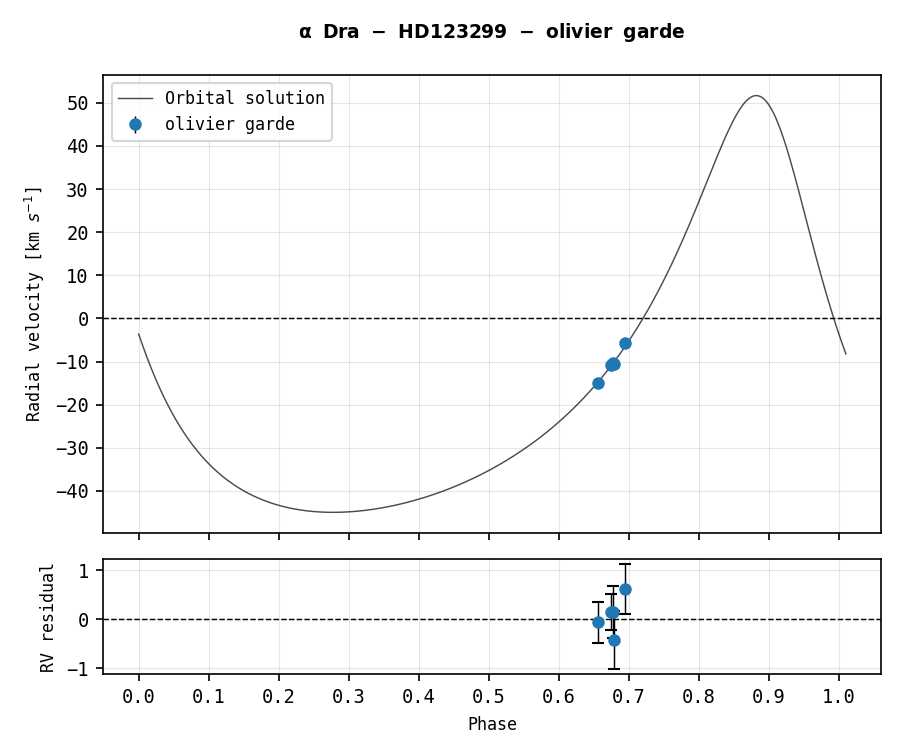 α Dra − HD123299 − olivier garde
Orbital solution
olivier garde
Radial velocity [km s⁻¹]
50
40
30
20
10
0
−10
−20
−30
−40
RV residual
1
0
−1
0.0 0.1 0.2 0.3 0.4 0.5 0.6 0.7 0.8 0.9 1.0
Phase